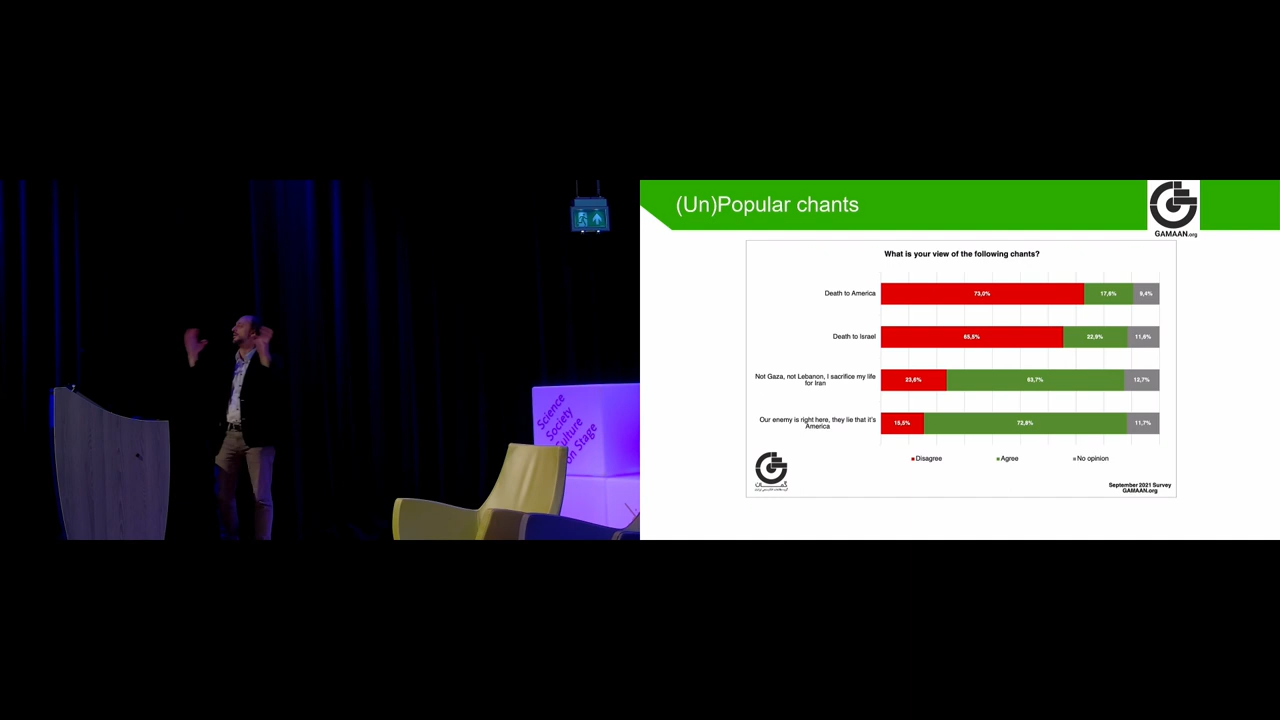 Science
Society
Culture
on Stage
(Un)Popular chants
GAMAAN.org
What is your view of the following chants?
Death to America
73,0%
17,6%
9,4%
Death to Israel
65,5%
22,9%
11,6%
Not Gaza, not Lebanon, I sacrifice my life
for Iran
23,6%
63,7%
12,7%
Our enemy is right here, they lie that it's
America
15,5%
72,8%
11,7%
Disagree
Agree
No opinion
گمان
September 2021 Survey
GAMAAN.org